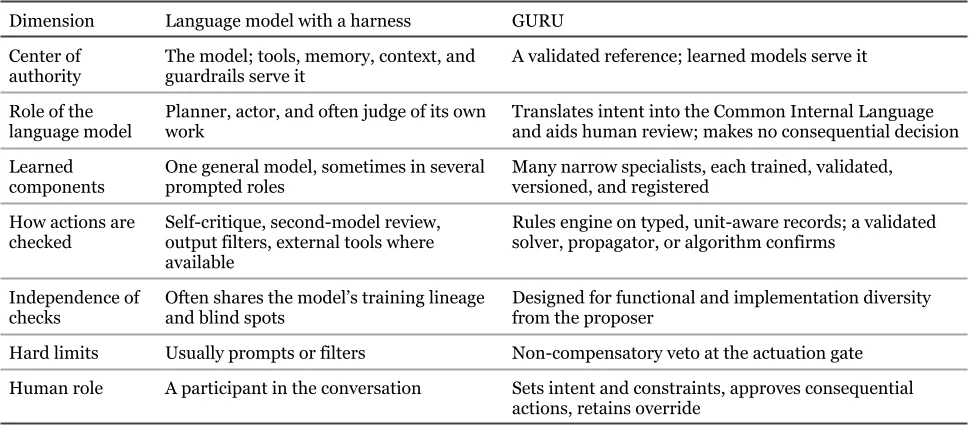 Dimension Language model with a harness GURU
Center of authority The model; tools, memory, context, and guardrails serve it A validated reference; learned models serve it
Role of the language model Planner, actor, and often judge of its own work Translates intent into the Common Internal Language and aids human review; makes no consequential decision
Learned components One general model, sometimes in several prompted roles Many narrow specialists, each trained, validated, versioned, and registered
How actions are checked Self-critique, second-model review, output filters, external tools where available Rules engine on typed, unit-aware records; a validated solver, propagator, or algorithm confirms
Independence of checks Often shares the model’s training lineage and blind spots Designed for functional and implementation diversity from the proposer
Hard limits Usually prompts or filters Non-compensatory veto at the actuation gate
Human role A participant in the conversation Sets intent and constraints, approves consequential actions, retains override